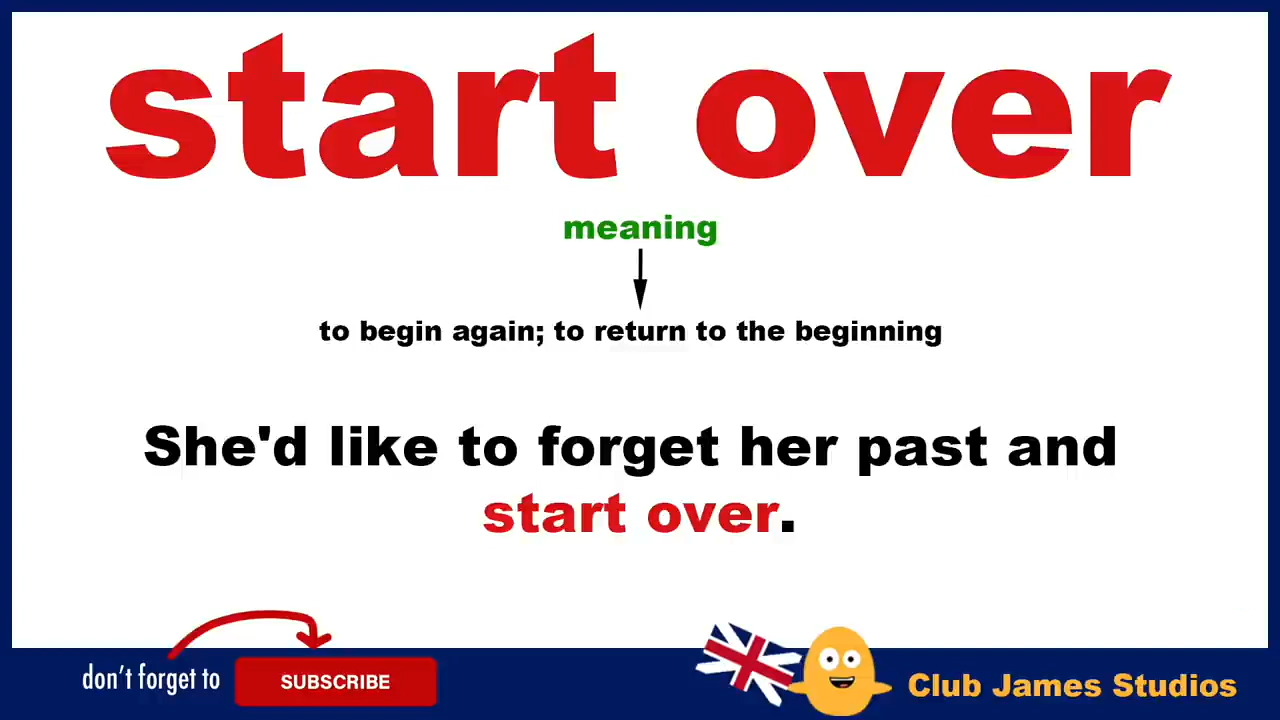 start over
meaning
to begin again; to return to the beginning
She'd like to forget her past and
start over.
don't forget to
SUBSCRIBE
Club James Studios